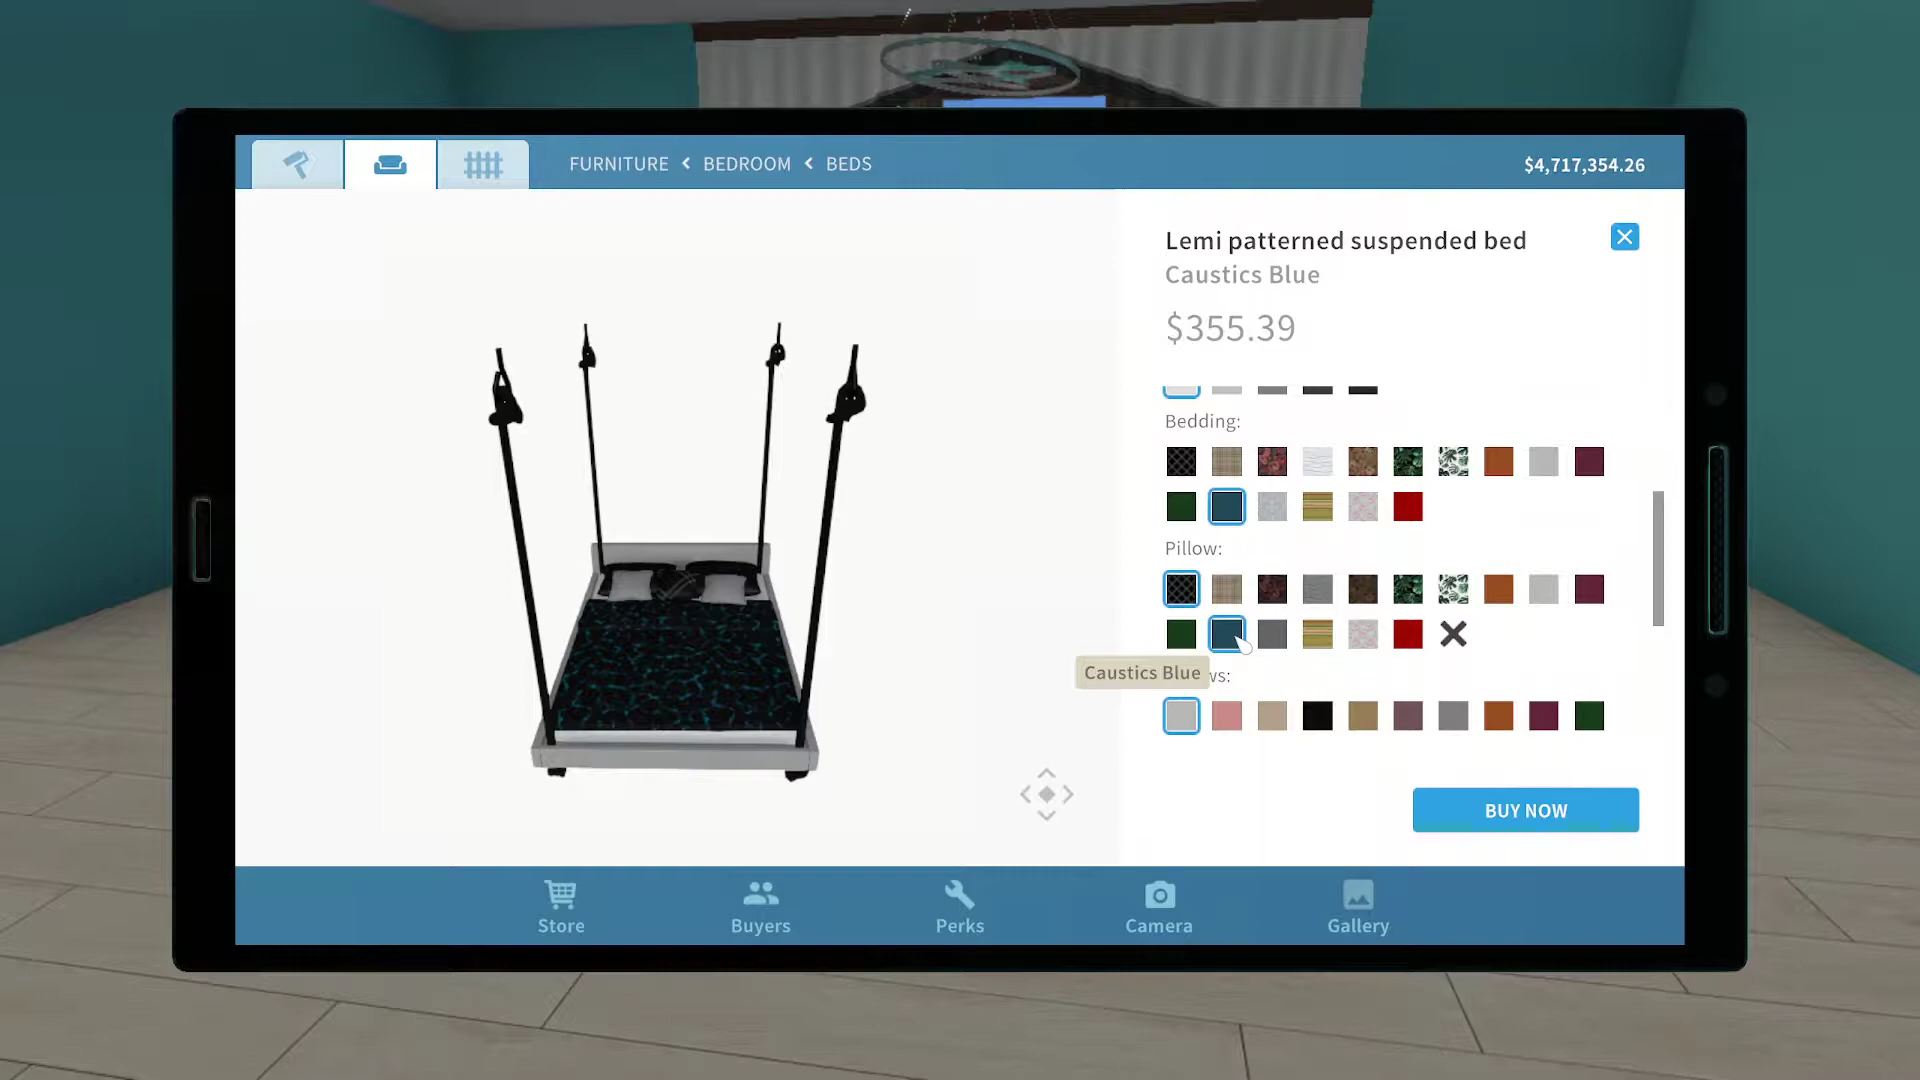 FURNITURE < BEDROOM < BEDS
$4,717,354.26
Lemi patterned suspended bed
Caustics Blue
$355.39
Bedding:
Pillow:
Caustics Blue
ws:
BUY NOW
Store
Buyers
Perks
Camera
Gallery